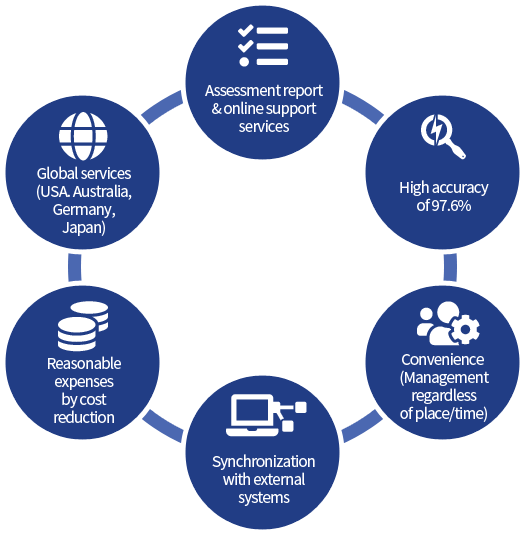 Assessment report
& online support
services
High accuracy
of 97.6%
Convenience
(Management
regardless
of place/time)
Synchronization
with external
systems
Reasonable
expenses
by cost
reduction
Global services
(USA. Australia,
Germany,
Japan)